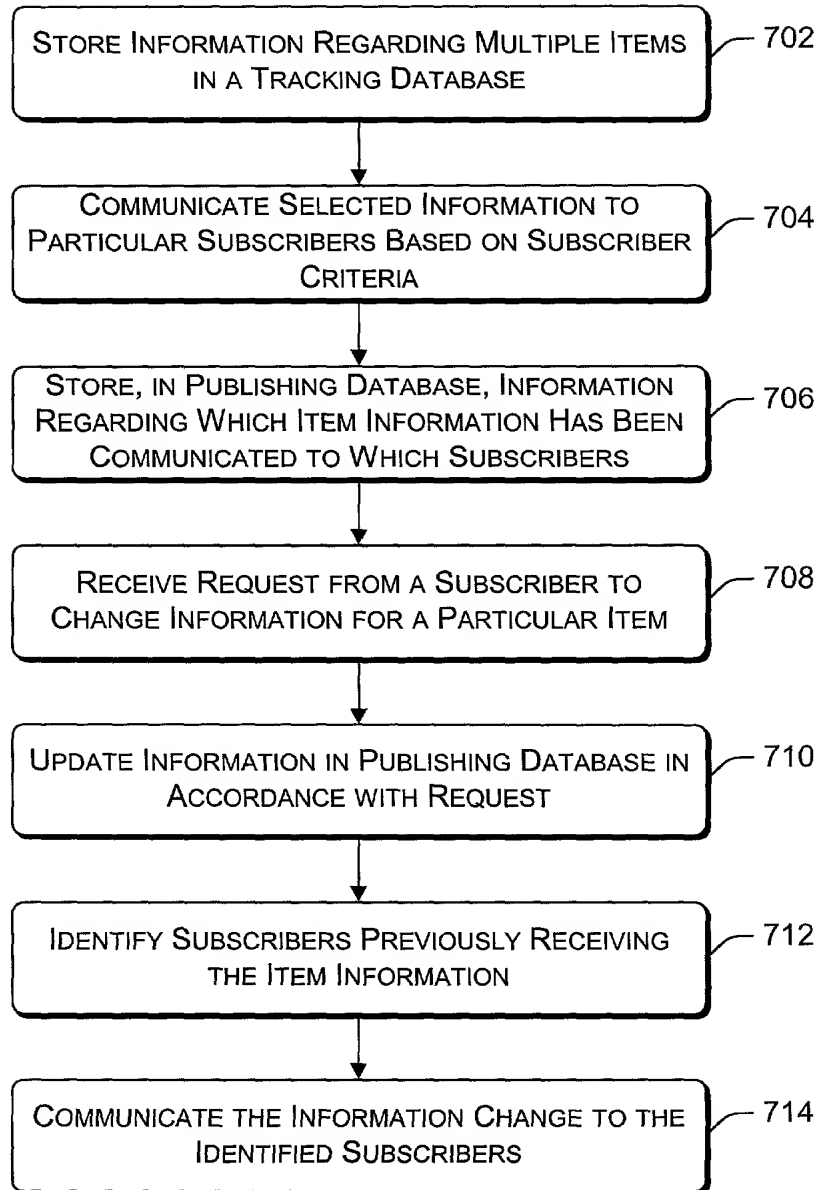 STORE INFORMATION REGARDING MULTIPLE ITEMS
IN A TRACKING DATABASE
702
COMMUNICATE SELECTED INFORMATION TO
PARTICULAR SUBSCRIBERS BASED ON SUBSCRIBER
CRITERIA
704
STORE, IN PUBLISHING DATABASE, INFORMATION
REGARDING WHICH ITEM INFORMATION HAS BEEN
COMMUNICATED TO WHICH SUBSCRIBERS
706
RECEIVE REQUEST FROM A SUBSCRIBER TO
CHANGE INFORMATION FOR A PARTICULAR ITEM
708
UPDATE INFORMATION IN PUBLISHING DATABASE IN
ACCORDANCE WITH REQUEST
710
IDENTIFY SUBSCRIBERS PREVIOUSLY RECEIVING
THE ITEM INFORMATION
712
COMMUNICATE THE INFORMATION CHANGE TO THE
IDENTIFIED SUBSCRIBERS
714